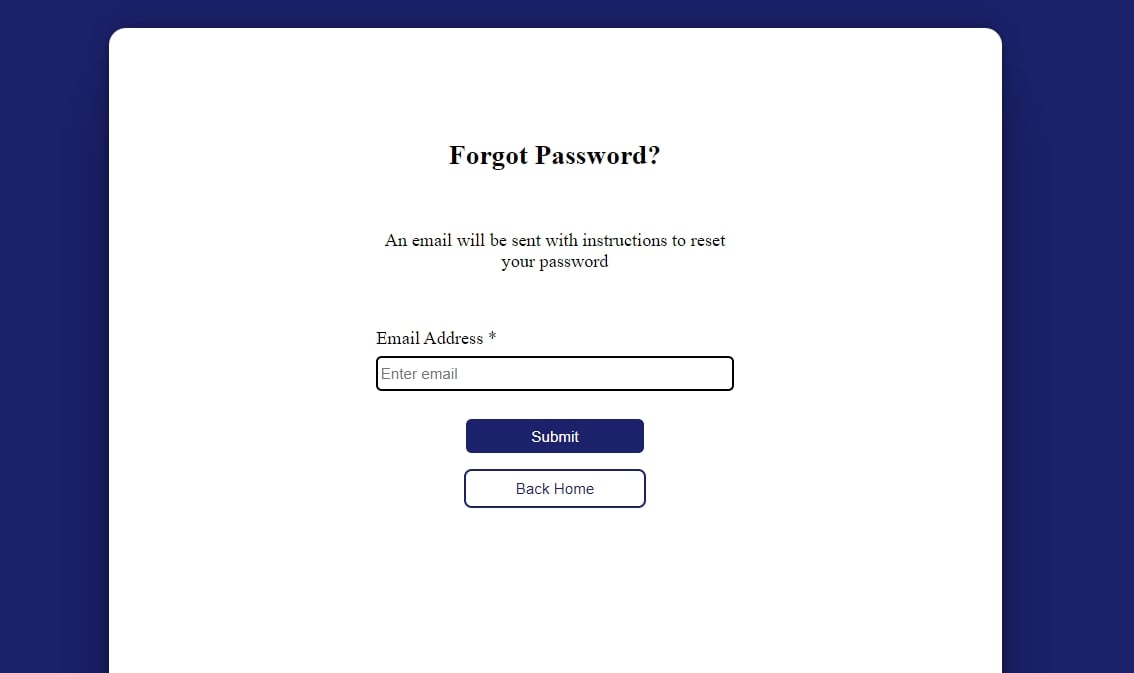 Forgot Password?
An email will be sent with instructions to reset
your password
Email Address *
Enter email
Submit
Back Home